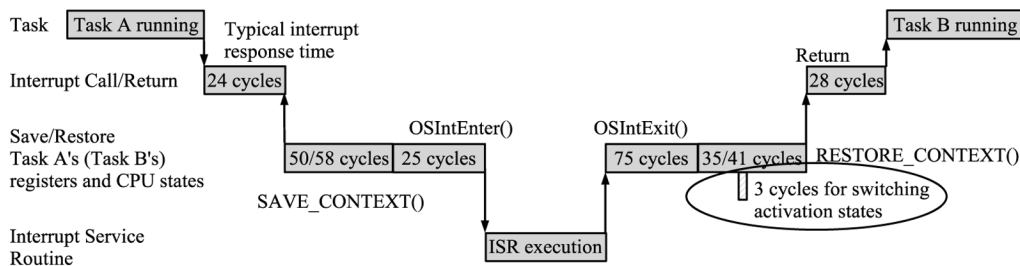 Task
Task A running
Typical interrupt
response time
Task B running
Interrupt Call/Return
24 cycles
Return
28 cycles
Save/Restore
Task A's (Task B's)
registers and CPU states
OSIntEnter()
50/58 cycles
25 cycles
SAVE_CONTEXT()
OSIntExit()
75 cycles
35/41 cycles
RESTORE_CONTEXT()
3 cycles for switching
activation states
Interrupt Service
Routine
ISR execution